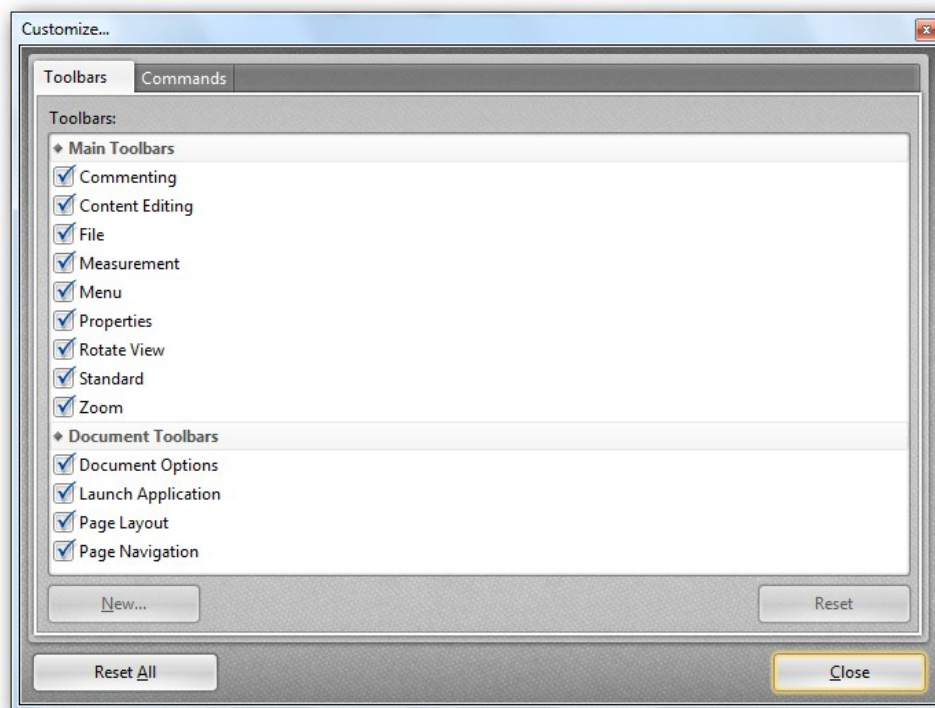 Customize...
Toolbars Commands
Toolbars:
Main Toolbars
Commenting
Content Editing
File
Measurement
Menu
Properties
Rotate View
Standard
Zoom
Document Toolbars
Document Options
Launch Application
Page Layout
Page Navigation
New... Reset
Reset All Close